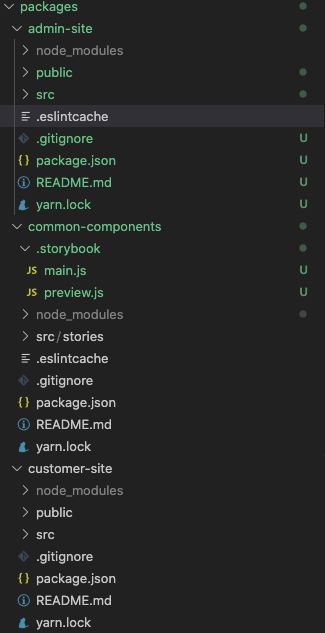 packages
admin-site
node_modules
public
src
.eslintcache
.gitignore U
{} package.json U
README.md U
yarn.lock U
common-components
.storybook
JS main.js U
JS preview.js U
node_modules
src/stories
.eslintcache
.gitignore
{} package.json
README.md
yarn.lock
customer-site
node_modules
public
src
.gitignore
{} package.json
README.md
yarn.lock